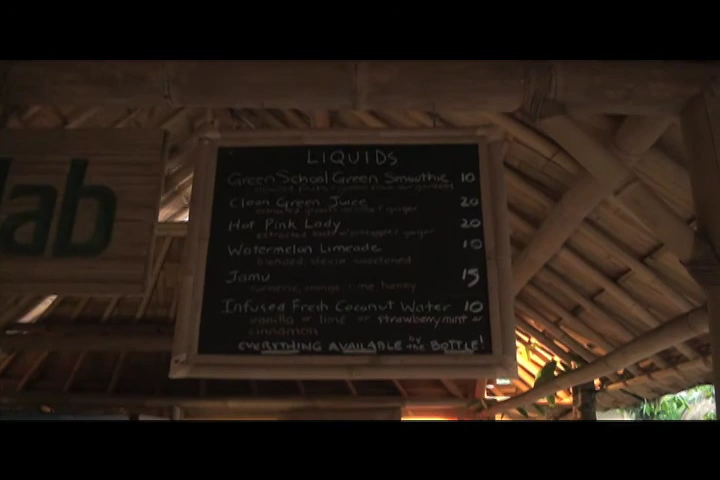 lab
LIQUIDS
Green School Green Smoothie 10
Clean Green Juice 20
Hot Pink Lady 20
Watermelon Limeade 10
blended, stevia sweetened
Jamu 15
turmeric, orange, lime, honey
Infused Fresh Coconut Water 10
vanilla or lime or strawberry mint or
cinnamon
EVERYTHING AVAILABLE by the BOTTLE!